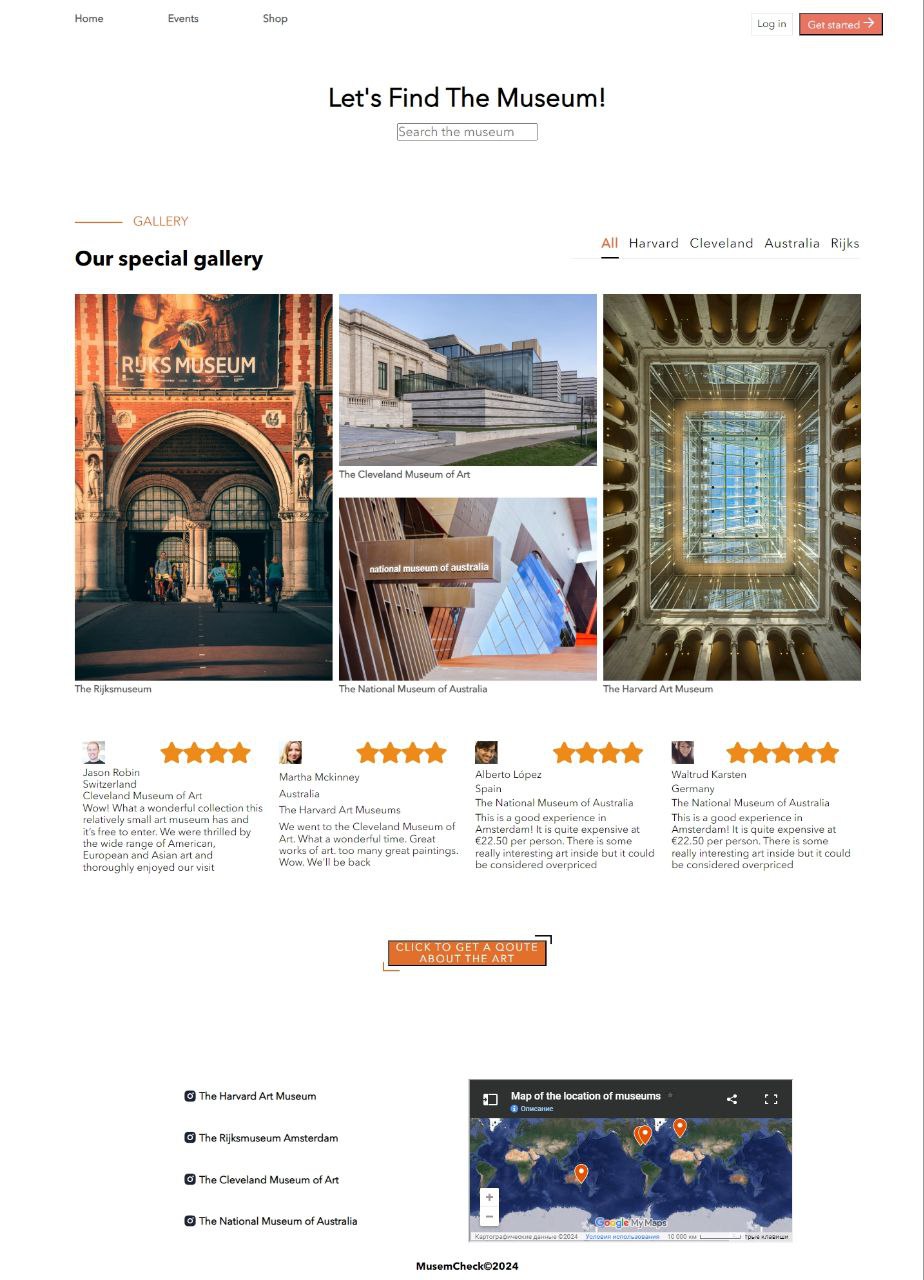 Home Events Shop Log in Get started
Let's Find The Museum!
Search the museum
GALLERY
Our special gallery
All Harvard Cleveland Australia Rijks
RIJKS MUSEUM
The Cleveland Museum of Art
national museum of australia
The Rijksmuseum
The National Museum of Australia
The Harvard Art Museum
Jason Robin
Switzerland
Cleveland Museum of Art
Wow! What a wonderful collection this
relatively small art museum has and
it's free to enter. We were thrilled by
the wide range of American,
European and Asian art and
thoroughly enjoyed our visit
Martha Mckinney
Australia
The Harvard Art Museums
We went to the Cleveland Museum of
Art. What a wonderful time. Great
works of art. too many great paintings.
Wow, We'll be back
Alberto López
Spain
The National Museum of Australia
This is a good experience in
Amsterdam! It is quite expensive at
€22.50 per person. There is some
really interesting art inside but it could
be considered overpriced
Waltrud Karsten
Germany
The National Museum of Australia
This is a good experience in
Amsterdam! It is quite expensive at
€22.50 per person. There is some
really interesting art inside but it could
be considered overpriced
CLICK TO GET A QOUTE
ABOUT THE ART
The Harvard Art Museum
The Rijksmuseum Amsterdam
The Cleveland Museum of Art
The National Museum of Australia
Map of the location of museums
Описание
Google My Maps
Картографические данные ©2024 Условия использования 10 000 км трые клавиши
MusemCheck©2024